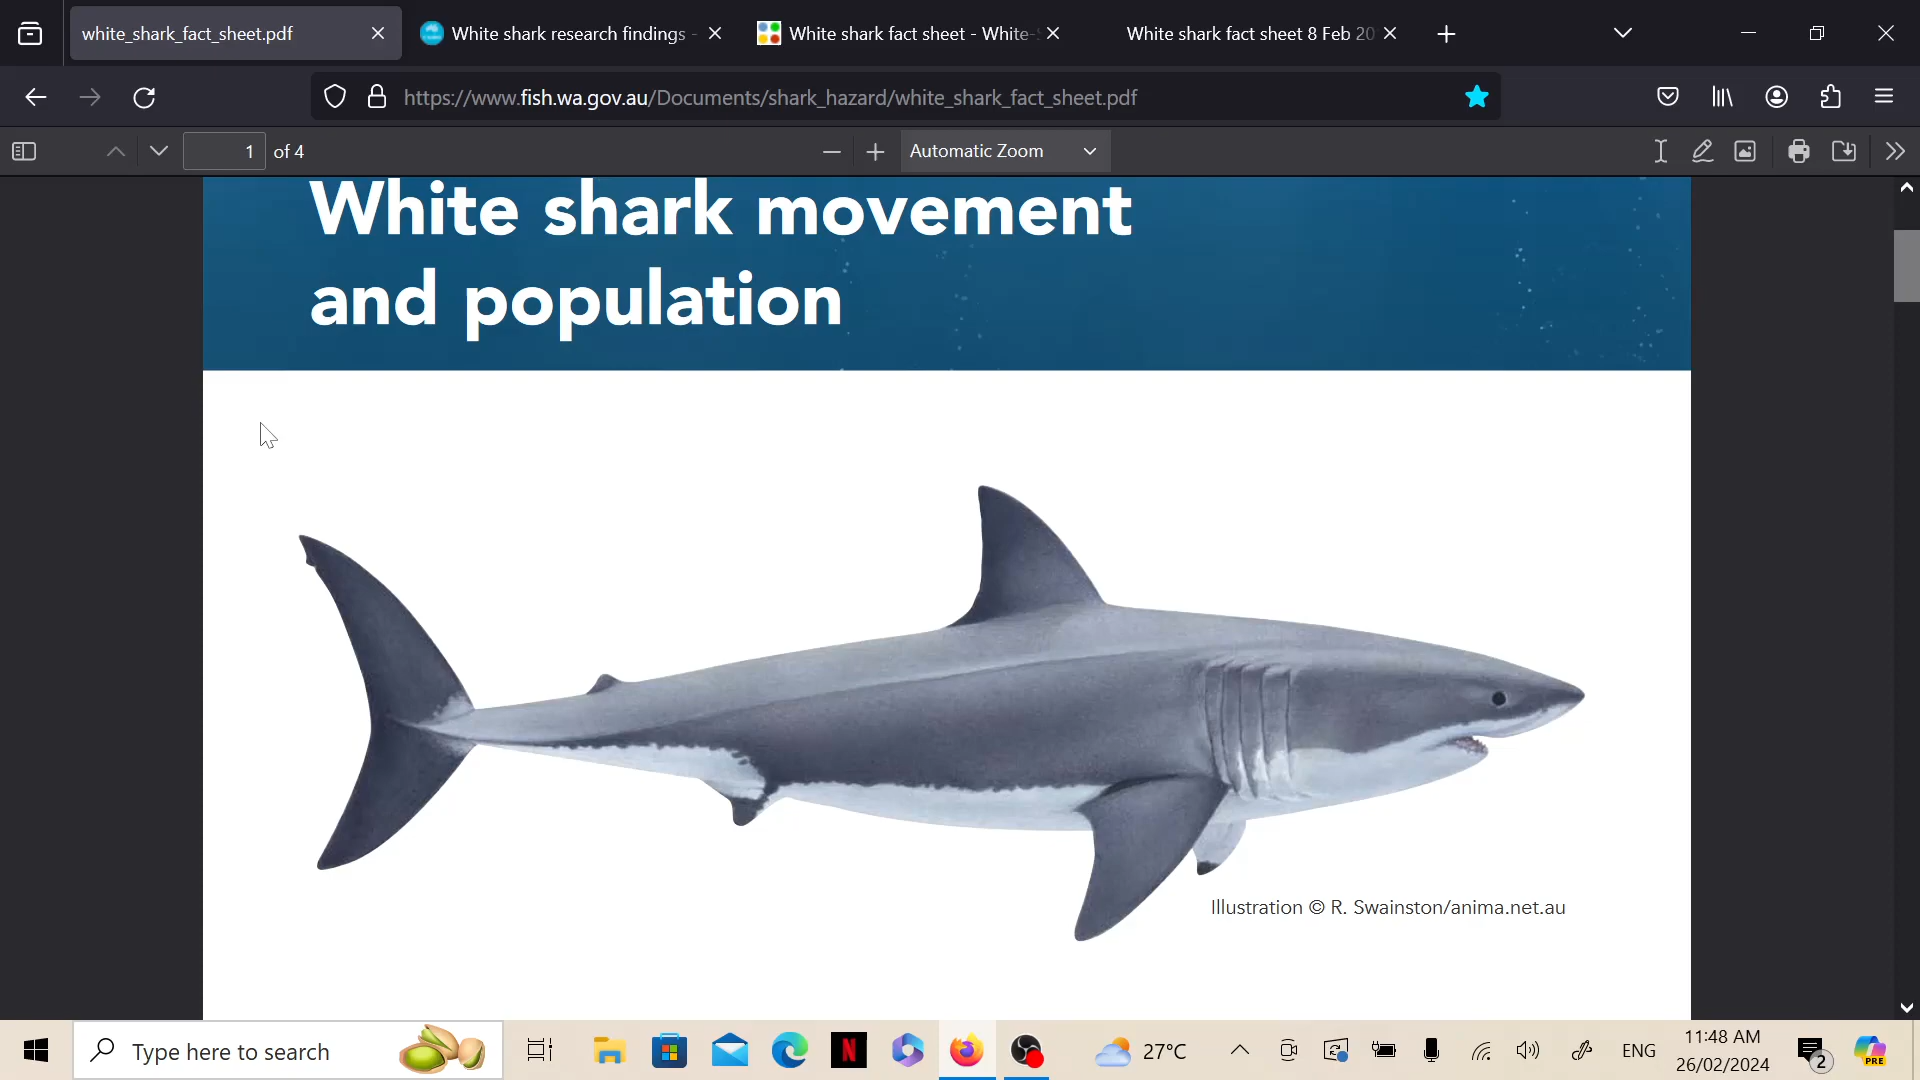 white_shark_fact_sheet.pdf
White shark research findings -
White shark fact sheet - White-S
White shark fact sheet 8 Feb 20
https://www.fish.wa.gov.au/Documents/shark_hazard/white_shark_fact_sheet.pdf
1 of 4
Automatic Zoom
White shark movement
and population
Illustration © R. Swainston/anima.net.au
Type here to search
N
27°C
ENG
11:48 AM
26/02/2024
2
PRE